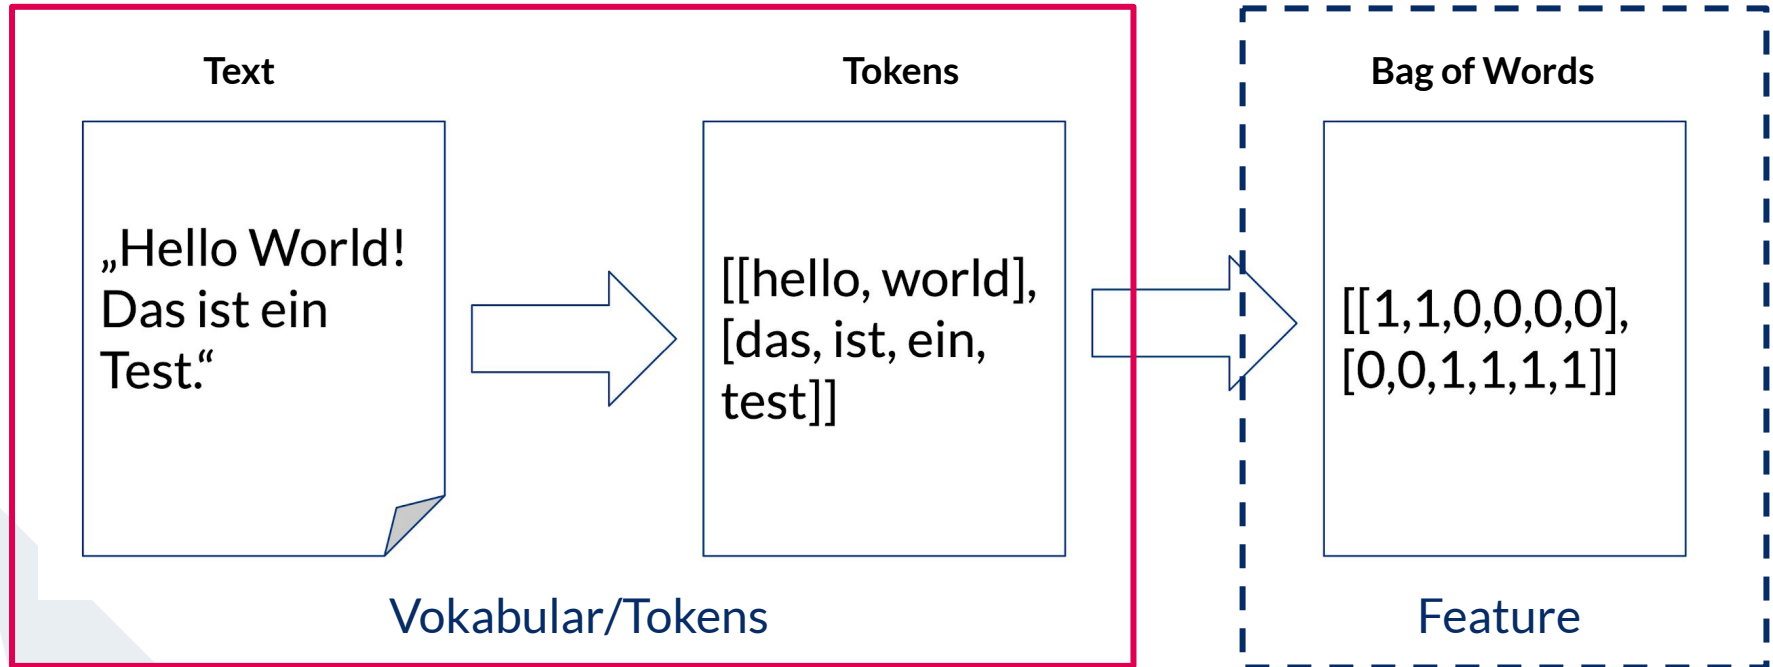 Text
„Hello World!
Das ist ein
Test.“
Tokens
[[hello, world],
[das, ist, ein,
test]]
Vokabular/Tokens
Bag of Words
[[1,1,0,0,0,0],
[0,0,1,1,1,1]]
Feature